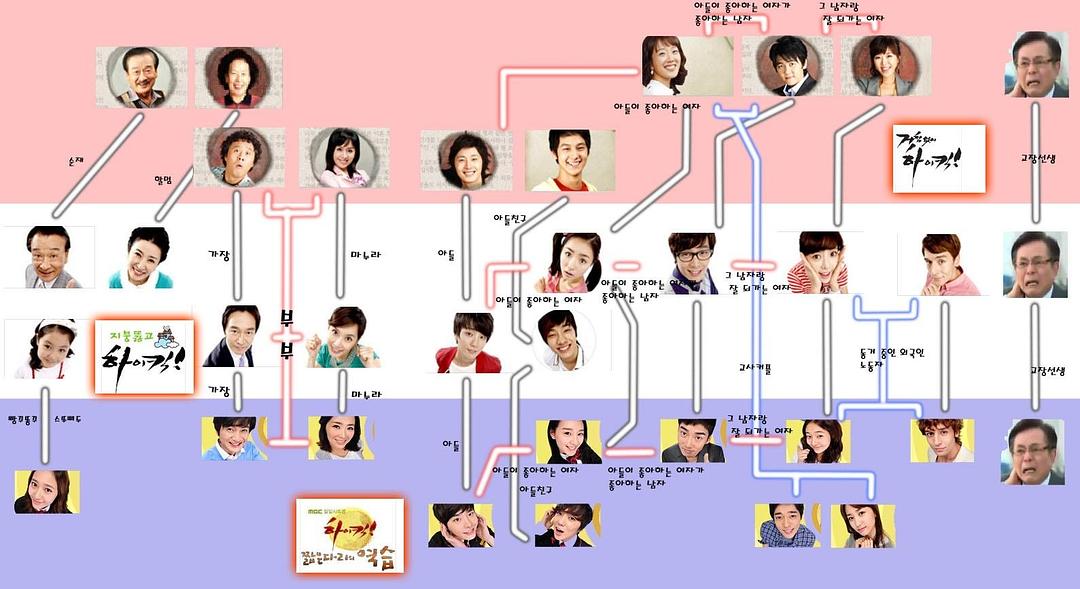 아들이 좋아하는 여자가
좋아하는 남자
그 남자랑
잘 되가는 여자
아들이 좋아하는 여자
거침없이
하이킥!
순재
말멈
교장선생
아들친구
가장
마누라
아들
그 남자랑
잘 되가는 여자
아들이 좋아하는 여자가
좋아하는 남자
아들이 좋아하는 여자
부
부
지붕뚫고
하이킥!
동거 중인 외국인
노동자
교사커플
교장선생
가장
마누라
빵꾸똥꾸
그 남자랑
잘 되가는 여자
아들
아들이 좋아하는 여자
아들이 좋아하는 여자가
좋아하는 남자
아들친구
MBC 일일시트콤
하이킥!
짧은다리의 역습